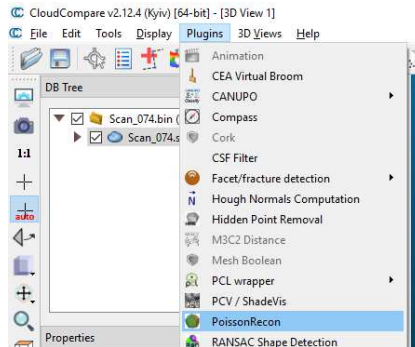 CloudCompare v2.12.4 (Kyiv) [64-bit] - [3D View 1]
File Edit Tools Display Plugins 3D Views Help
Animation
DB Tree
CEA Virtual Broom
CANUPO
Scan_074.bin (
Compass
Scan_074.s
Cork
1:1
CSF Filter
Facet/fracture detection
auto
Hough Normals Computation
Hidden Point Removal
M3C2 Distance
Mesh Boolean
PCL wrapper
PCV / ShadeVis
PoissonRecon
Properties
RANSAC Shape Detection